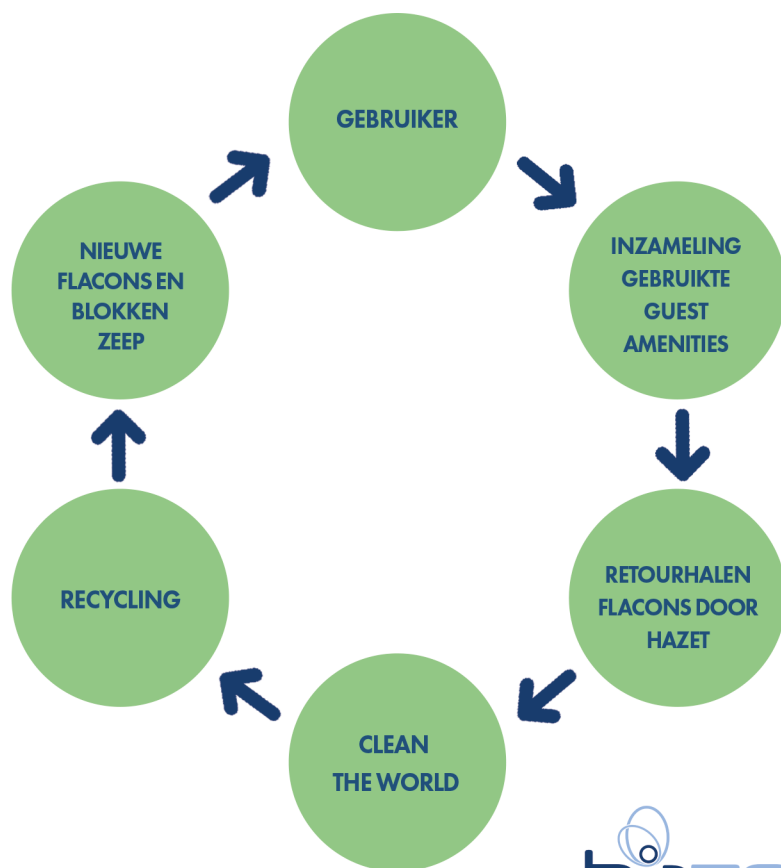 GEBRUIKER
INZAMELING
GEBRUIKTE
GUEST
AMENITIES
RETOURHALEN
FLACONS DOOR
HAZET
CLEAN
THE WORLD
RECYCLING
NIEUWE
FLACONS EN
BLOKKEN
ZEEP